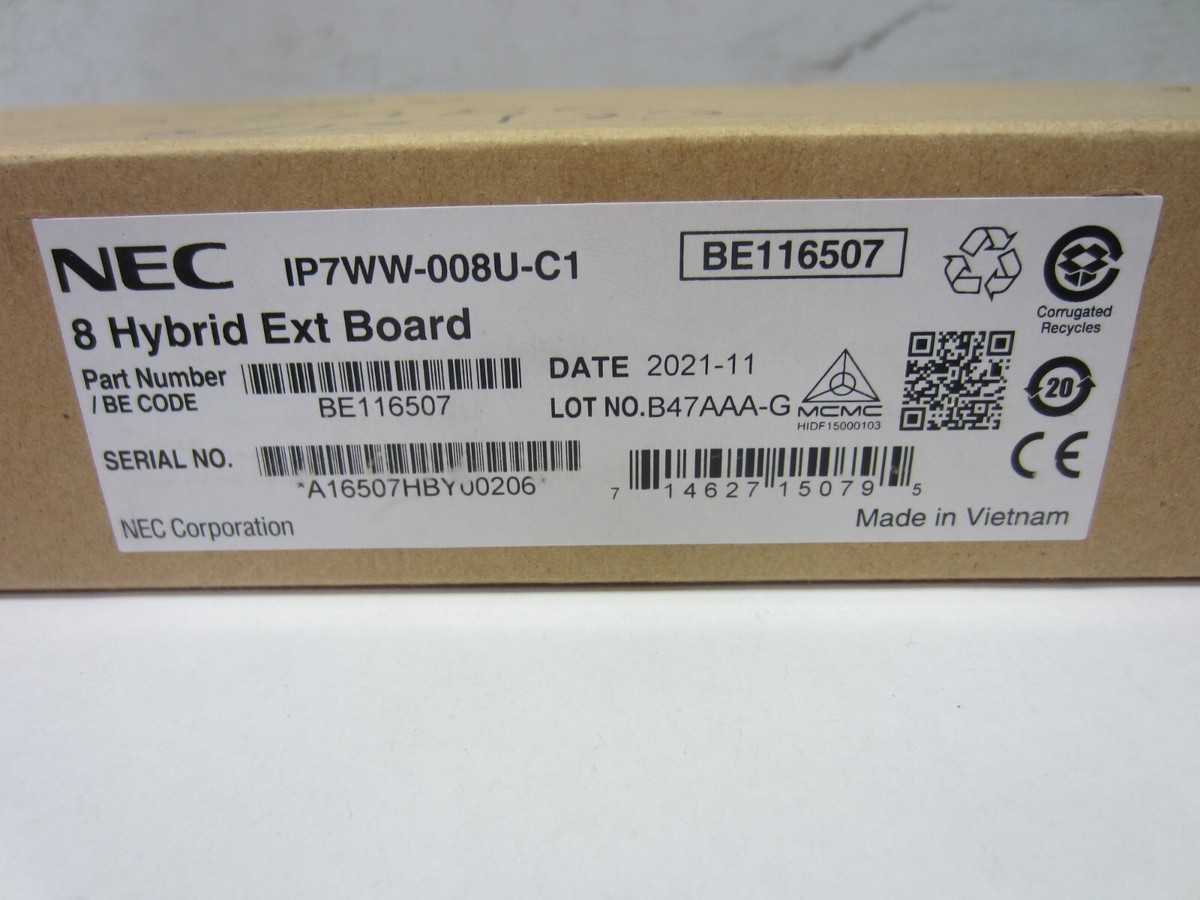 NEC IP7WW-008U-C1 BE116507
8 Hybrid Ext Board
Corrugated
Recycles
Part Number
/ BE CODE
BE116507
DATE 2021-11
LOT NO.B47AAA-G
MCMC
HIDF15000103
20
SERIAL NO.
*A16507HBY00206*
7 14627 15079 5
CE
NEC Corporation
Made in Vietnam